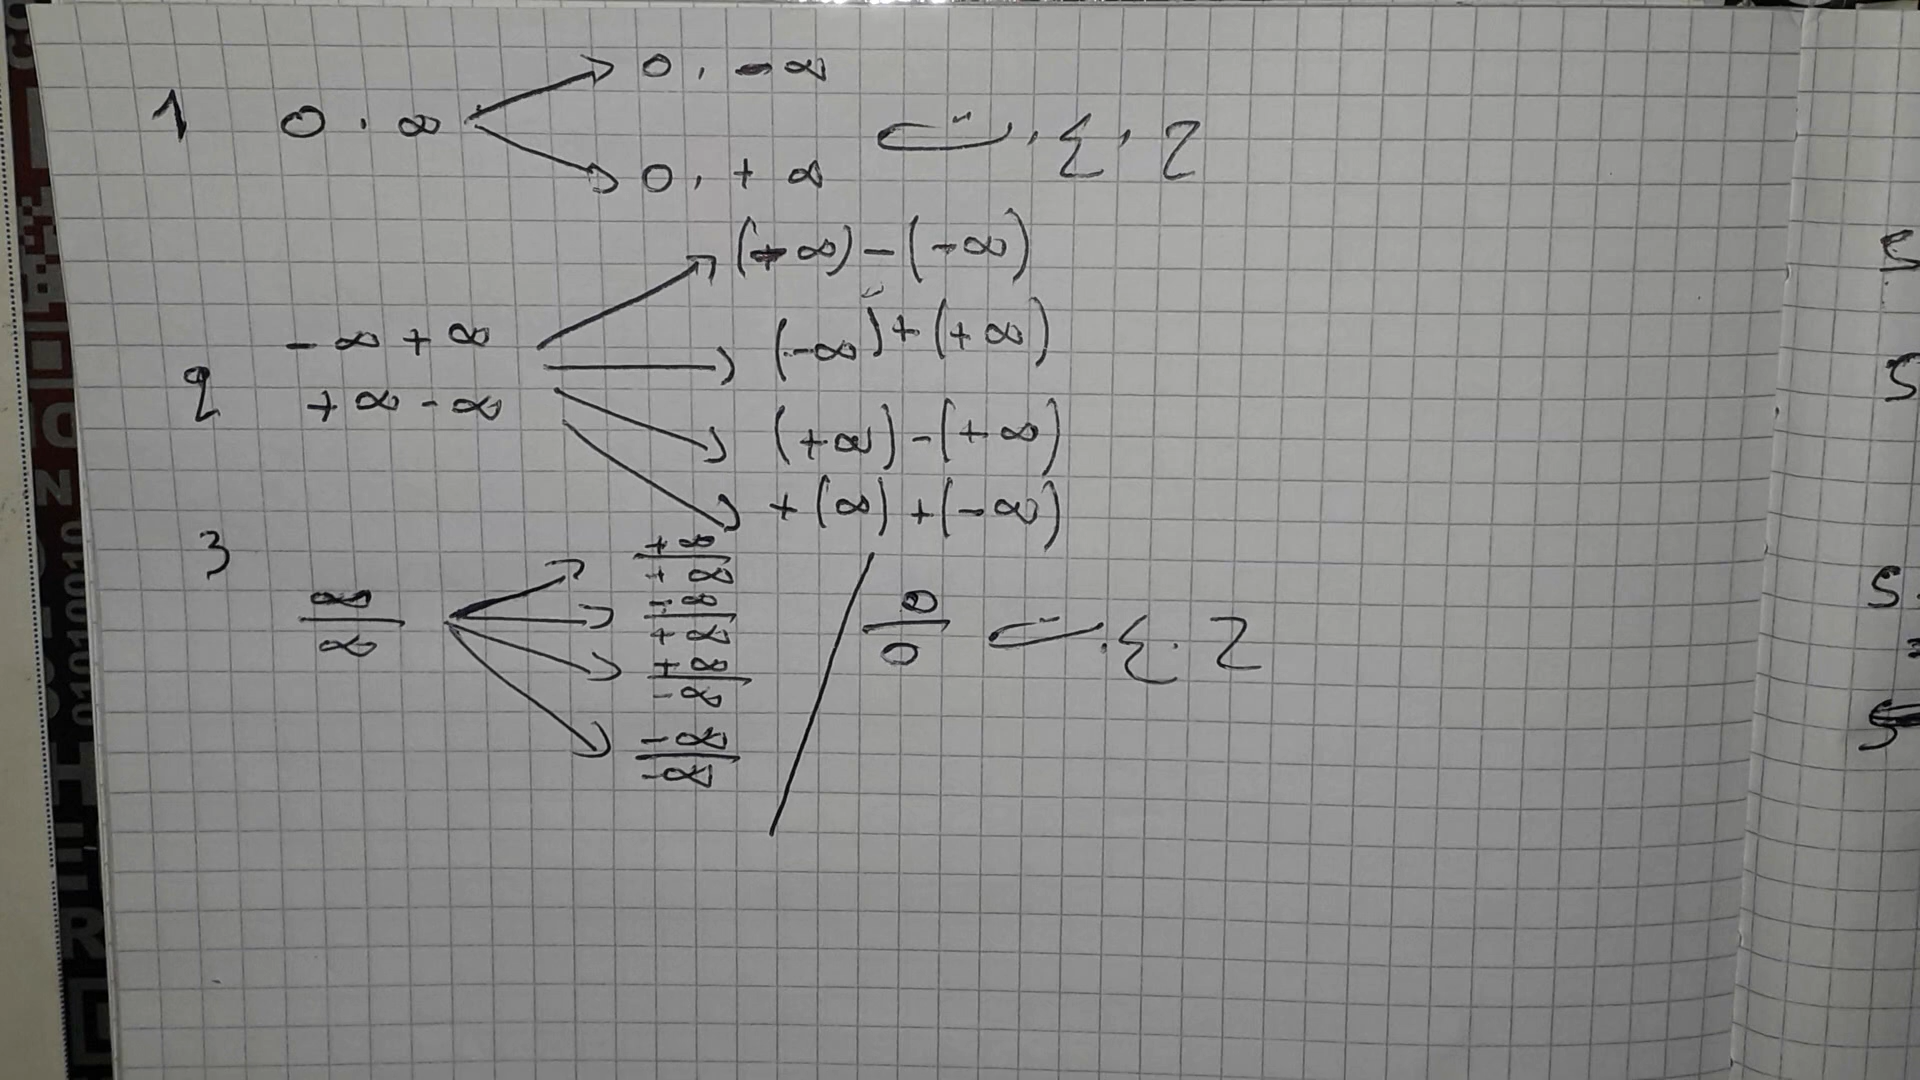 1 0 . ∞ → 0 . - ∞
→ 0 . + ∞
ح . ع . ت
2 - ∞ + ∞
+ ∞ - ∞
→ (+ ∞) - (-∞)
→ (-∞) + (+ ∞)
→ (+∞) - (+ ∞)
→ + (∞) + (- ∞)
3 ∞/∞ → +∞/+∞
→ -∞/+∞
→ +∞/-∞
→ -∞/-∞
/ 0/0 ح . ع . ت